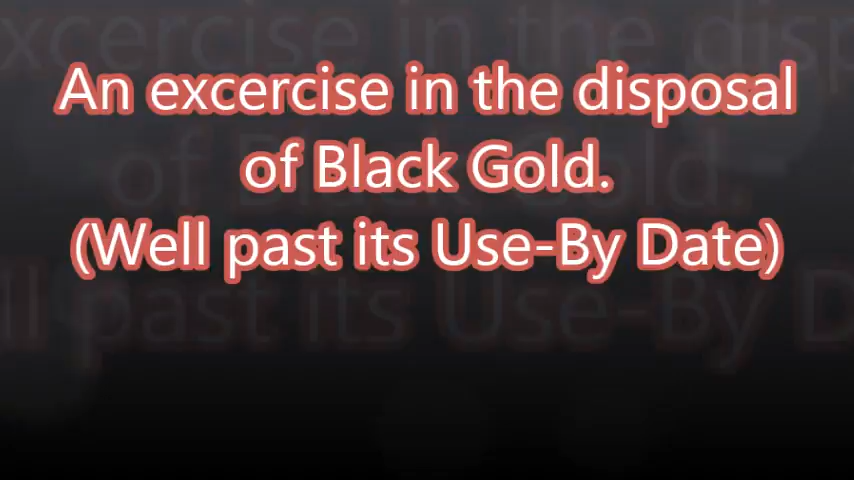 An excercise in the disposal
of Black Gold.
(Well past its Use-By Date)